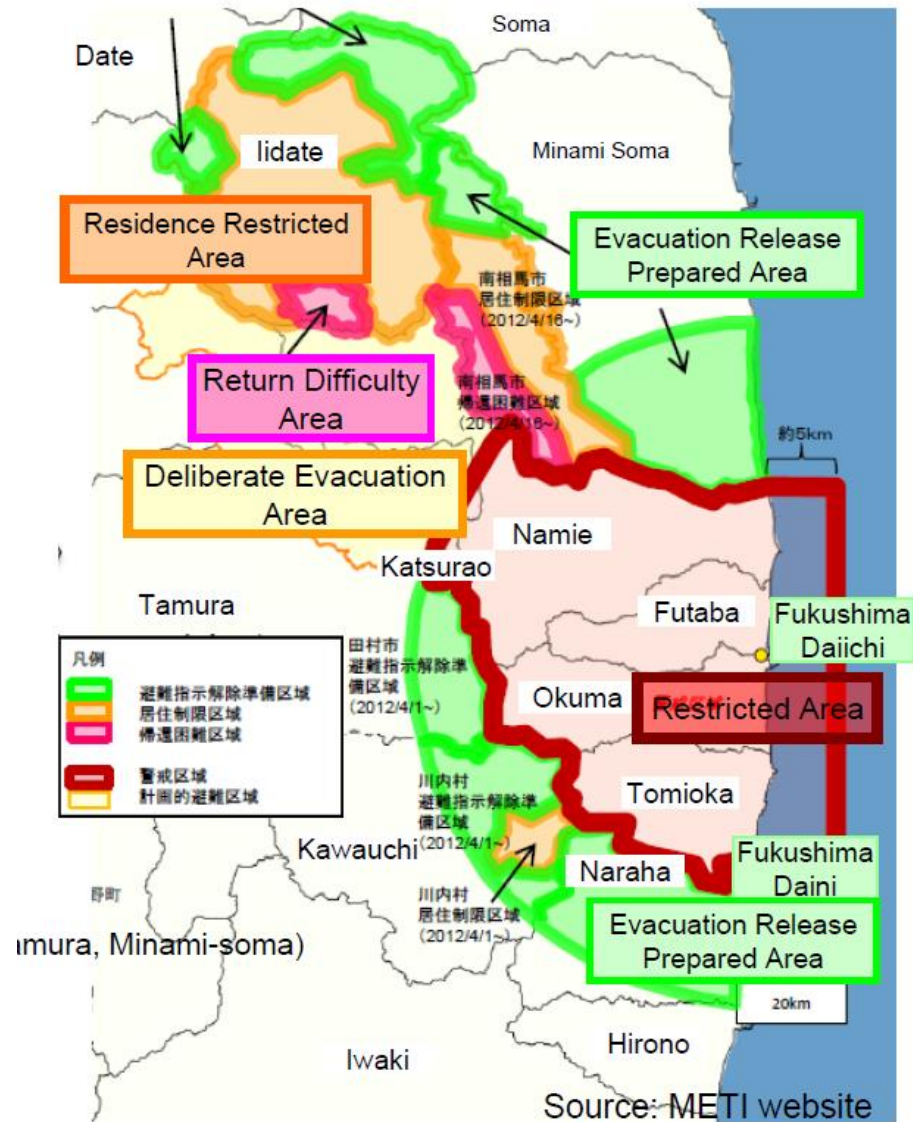 Soma
Date
Iidate
Minami Soma
Residence Restricted
Area
Evacuation Release
Prepared Area
南相馬市
居住制限区域
(2012/4/16~)
Return Difficulty
Area
南相馬市
帰還困難区域
(2012/4/16~)
約5km
Deliberate Evacuation
Area
Namie
Katsurao
Tamura
Futaba
Fukushima
Daiichi
凡例
避難指示解除準備区域
居住制限区域
帰還困難区域
警戒区域
計画的避難区域
田村市
避難指示解除準
備区域
(2012/4/1~)
Okuma
Restricted Area
川内村
避難指示解除準
備区域
(2012/4/1~)
Tomioka
Kawauchi
Naraha
Fukushima
Daini
川内村
居住制限区域
(2012/4/1~)
野町
Evacuation Release
Prepared Area
amura, Minami-soma)
20km
Hirono
Iwaki
Source: METI website